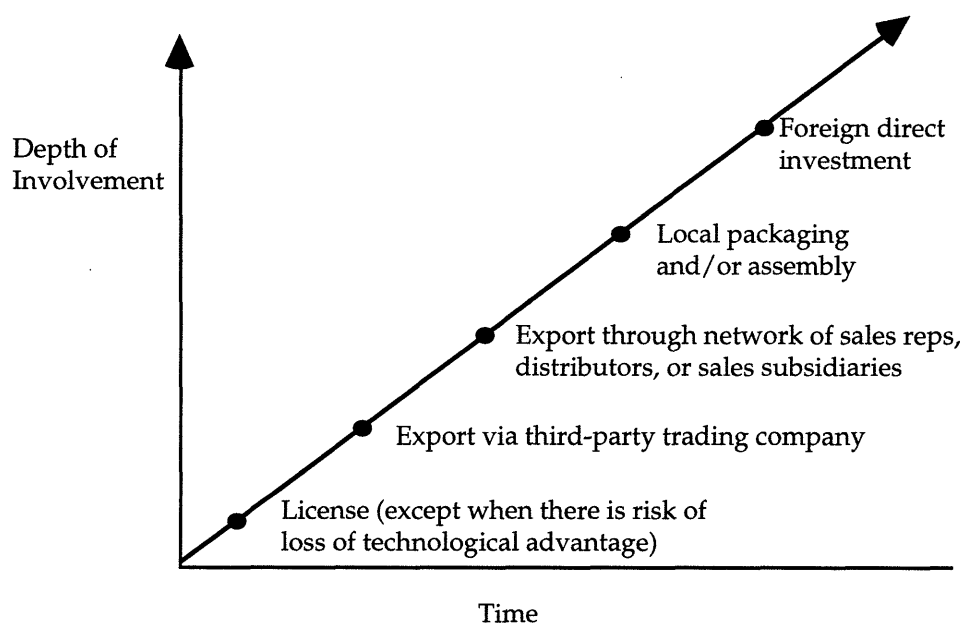 Depth of
Involvement
Foreign direct
investment
Local packaging
and/or assembly
Export through network of sales reps,
distributors, or sales subsidiaries
Export via third-party trading company
License (except when there is risk of
loss of technological advantage)
Time